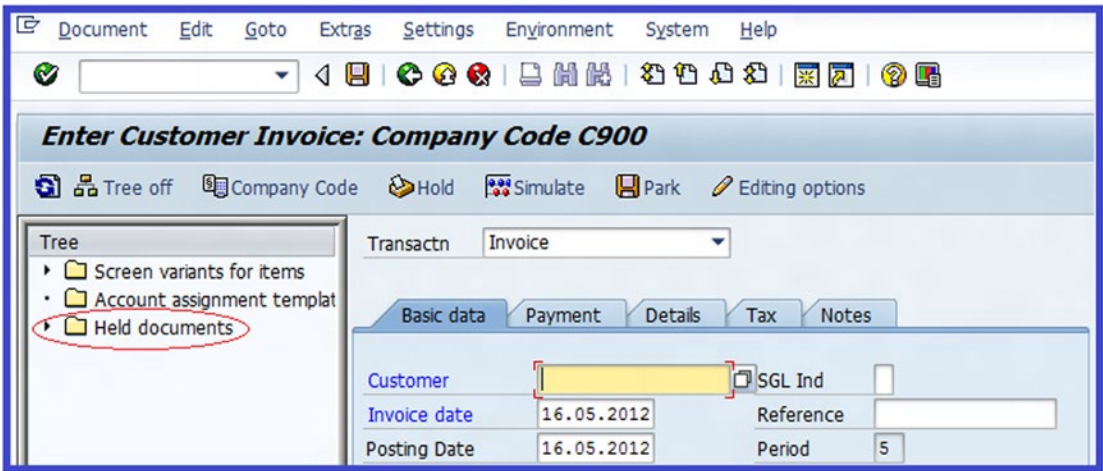 Document Edit Goto Extras Settings Environment System Help
Enter Customer Invoice: Company Code C900
Tree off Company Code Hold Simulate Park Editing options
Tree
Screen variants for items
Account assignment templat
Held documents
Transactn Invoice
Basic data Payment Details Tax Notes
Customer SGL Ind
Invoice date 16.05.2012 Reference
Posting Date 16.05.2012 Period 5